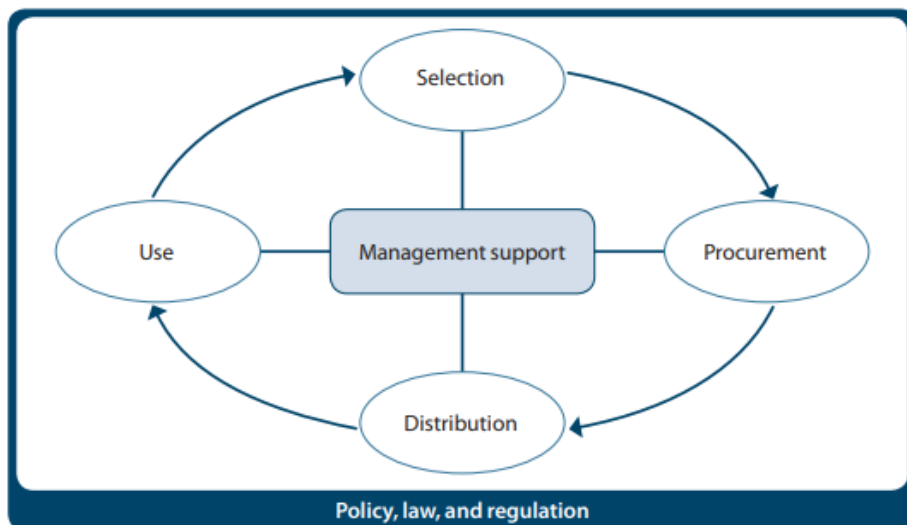 Selection
Use
Management support
Procurement
Distribution
Policy, law, and regulation